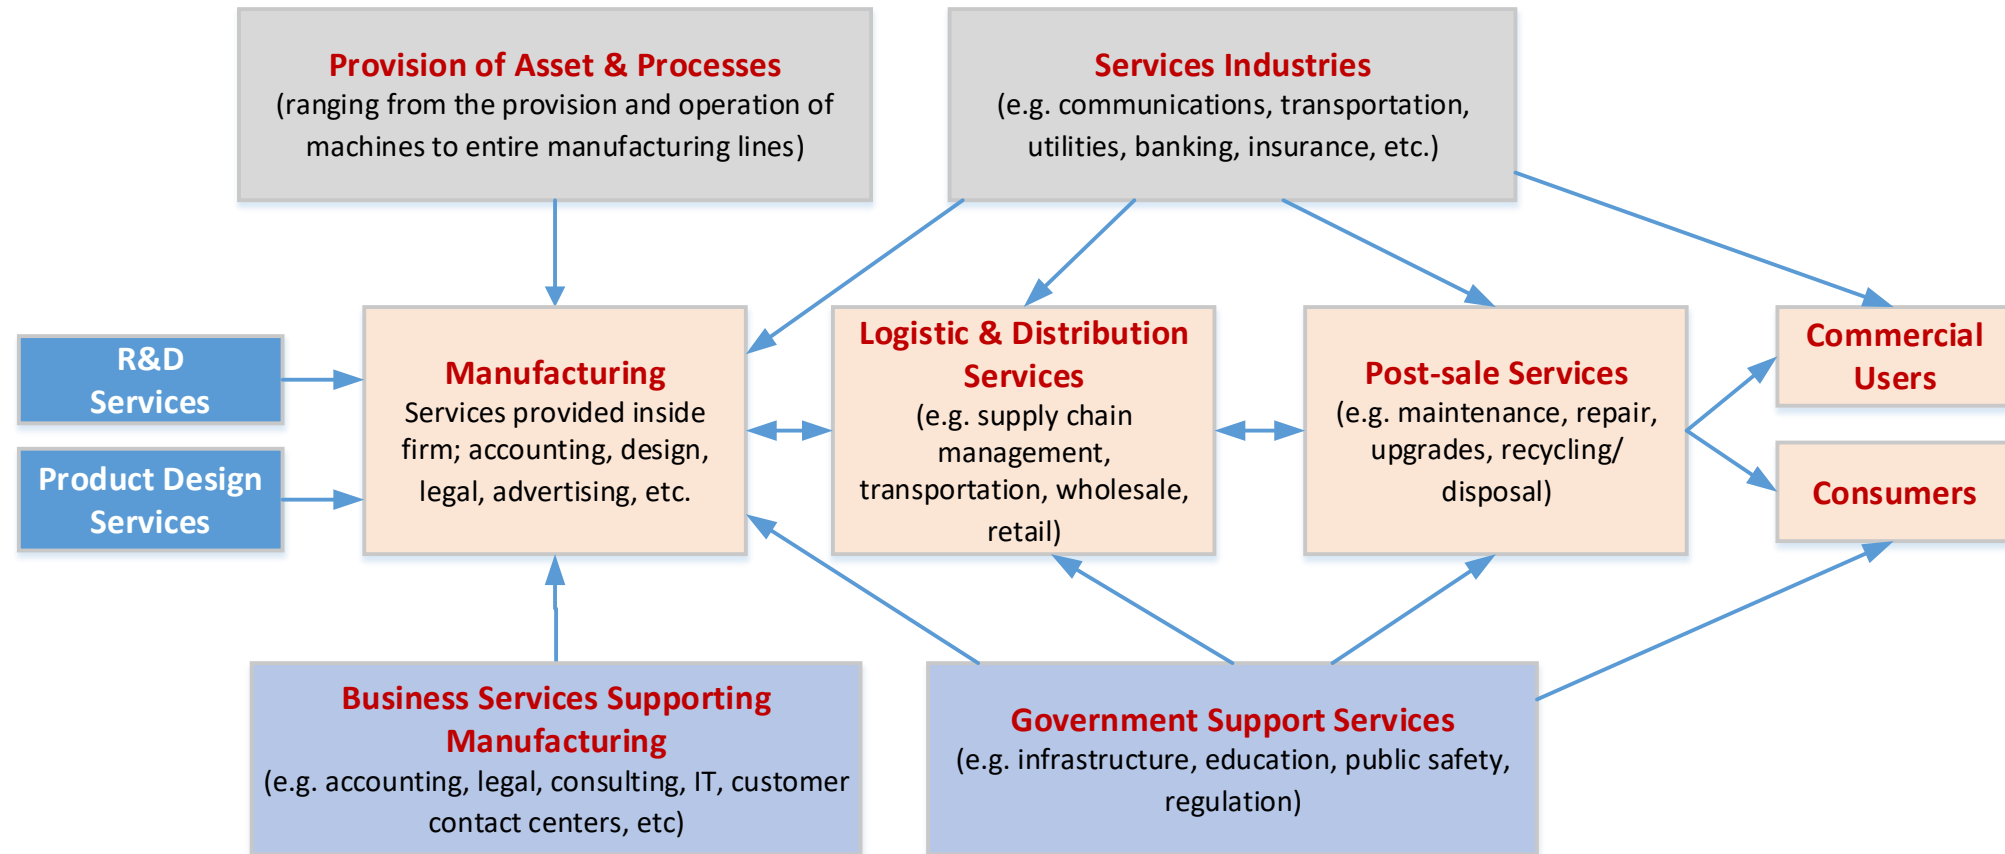 Provision of Asset & Processes
(ranging from the provision and operation of
machines to entire manufacturing lines)
Services Industries
(e.g. communications, transportation,
utilities, banking, insurance, etc.)
R&D
Services
Product Design
Services
Manufacturing
Services provided inside
firm; accounting, design,
legal, advertising, etc.
Logistic & Distribution
Services
(e.g. supply chain
management,
transportation, wholesale,
retail)
Post-sale Services
(e.g. maintenance, repair,
upgrades, recycling/
disposal)
Commercial
Users
Consumers
Business Services Supporting
Manufacturing
(e.g. accounting, legal, consulting, IT, customer
contact centers, etc)
Government Support Services
(e.g. infrastructure, education, public safety,
regulation)